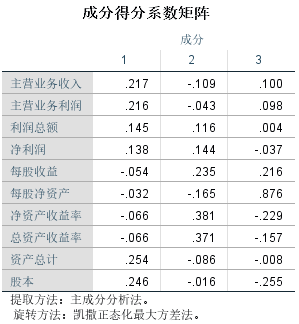 成分得分系数矩阵
成分
1 2 3
主营业务收入 .217 -.109 .100
主营业务利润 .216 -.043 .098
利润总额 .145 .116 .004
净利润 .138 .144 -.037
每股收益 -.054 .235 .216
每股净资产 -.032 -.165 .876
净资产收益率 -.066 .381 -.229
总资产收益率 -.066 .371 -.157
资产总计 .254 -.086 -.008
股本 .246 -.016 -.255
提取方法：主成分分析法。
旋转方法：凯撒正态化最大方差法。